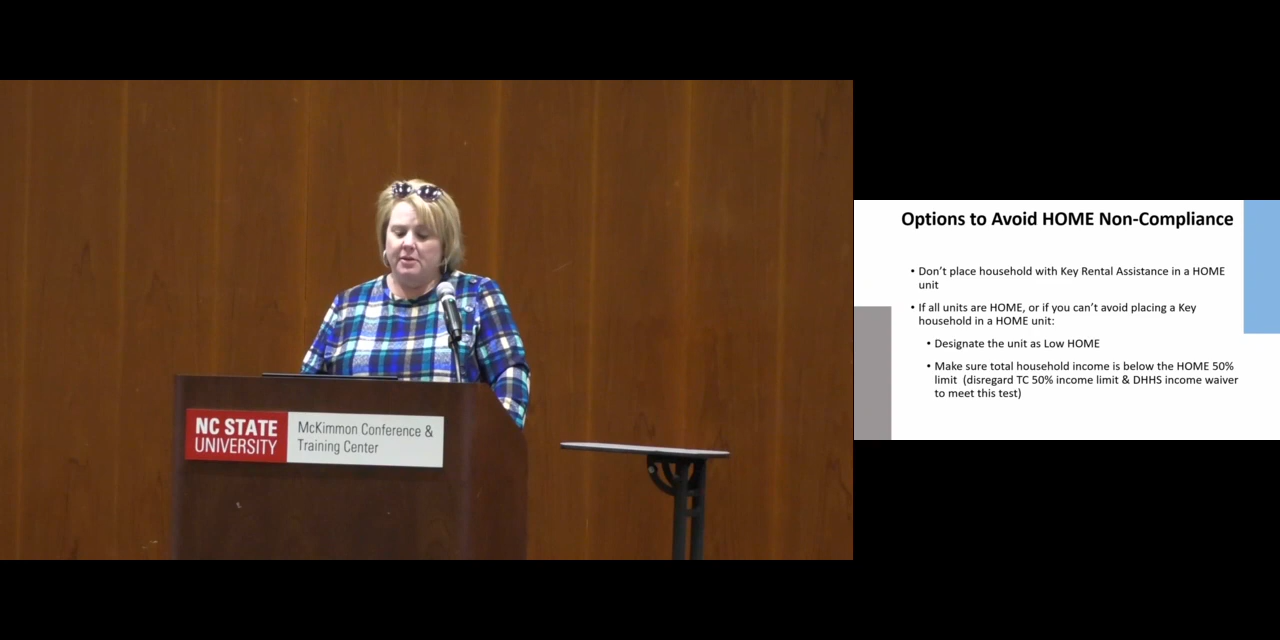 NC STATE
UNIVERSITY
McKimmon Conference &
Training Center
Options to Avoid HOME Non-Compliance
• Don't place household with Key Rental Assistance in a HOME
unit
• If all units are HOME, or if you can't avoid placing a Key
household in a HOME unit:
• Designate the unit as Low HOME
• Make sure total household income is below the HOME 50%
limit (disregard TC 50% income limit & DHHS income waiver
to meet this test)